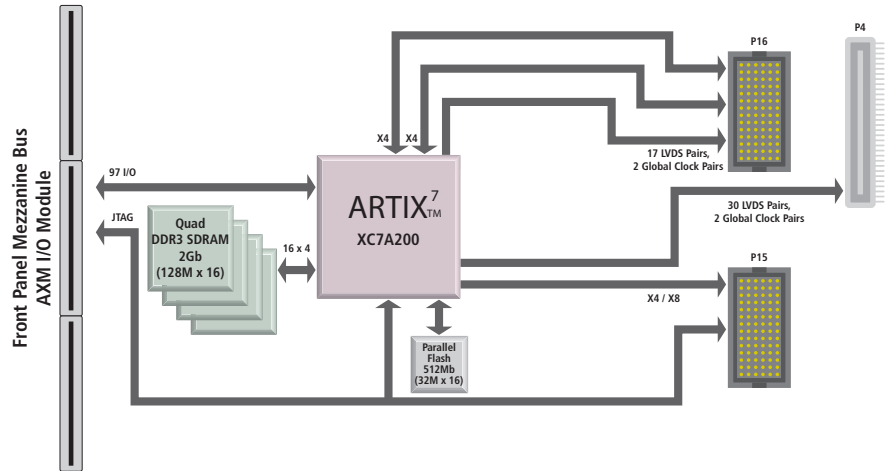 Front Panel Mezzanine Bus
AXM I/O Module
97 I/O
JTAG
Quad
DDR3 SDRAM
2Gb
(128M x 16)
16 x 4
X4
X4
ARTIX7
TM
XC7A200
Parallel
Flash
512Mb
(32M x 16)
P16
17 LVDS Pairs,
2 Global Clock Pairs
P4
30 LVDS Pairs,
2 Global Clock Pairs
P15
X4 / X8